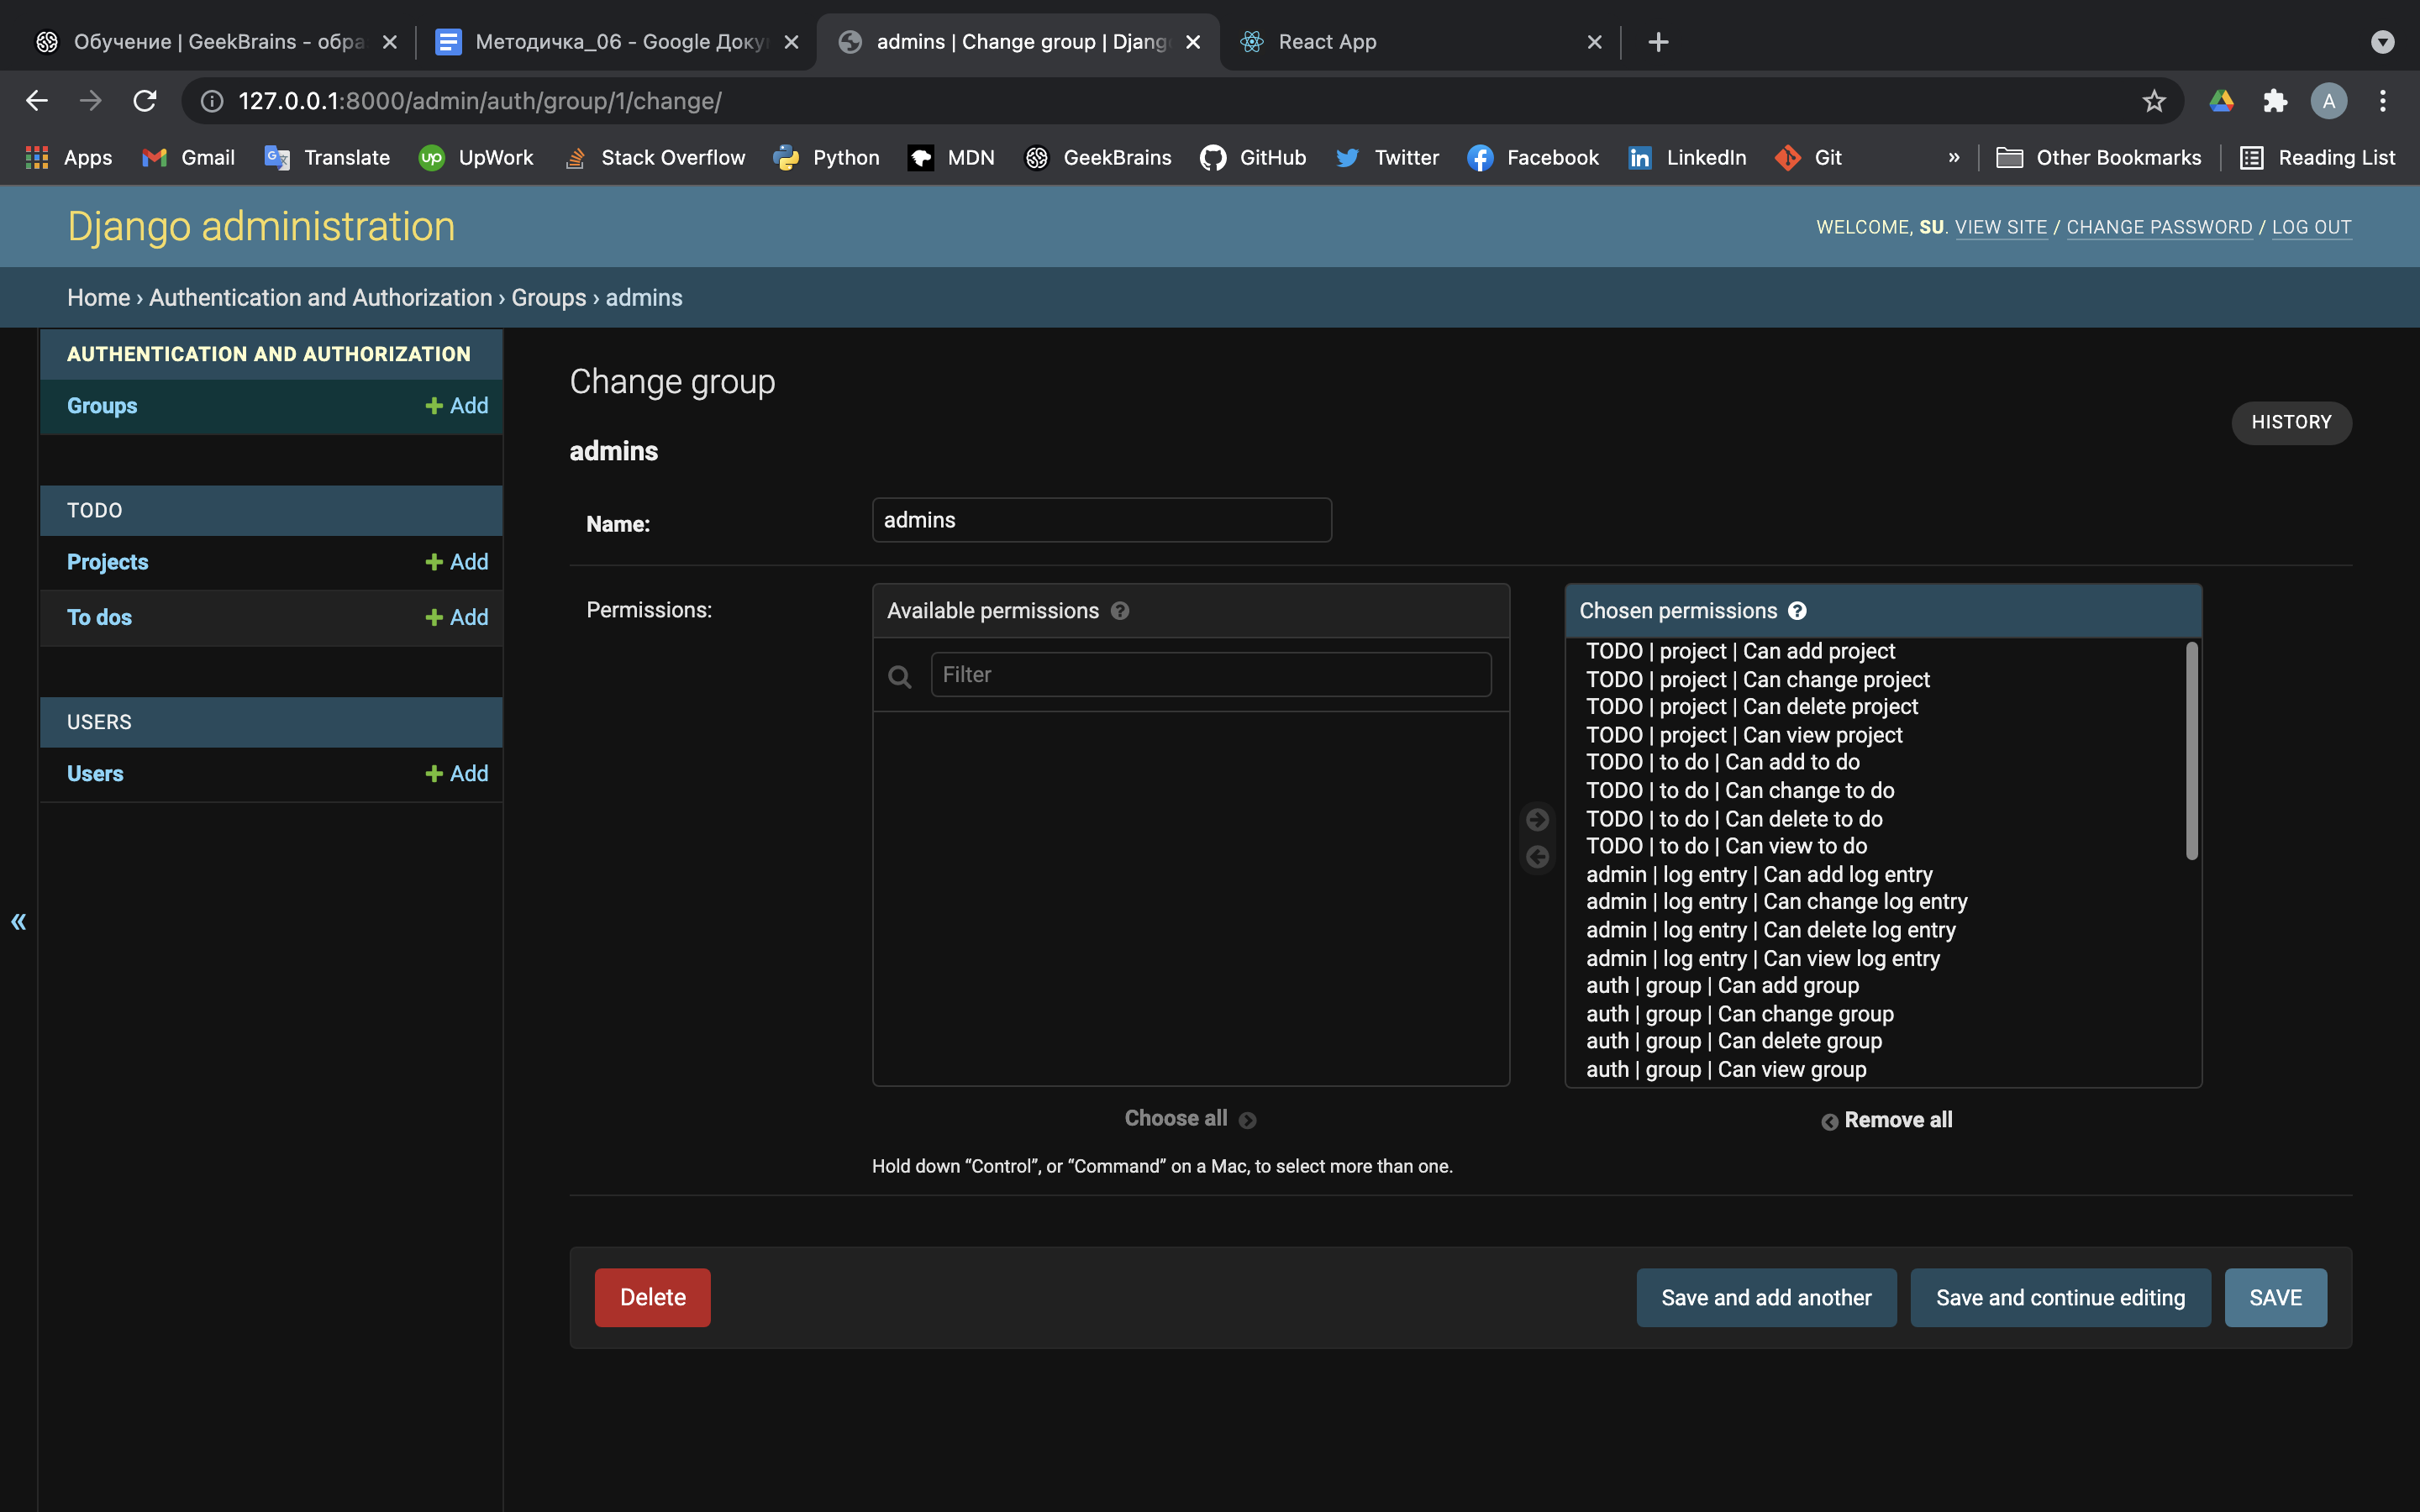 Обучение | GeekBrains - обра
Методичка_06 - Google Доку
admins | Change group | Djang
React App
127.0.0.1:8000/admin/auth/group/1/change/
A
Apps
Gmail
Translate
UpWork
Stack Overflow
Python
MDN
GeekBrains
GitHub
Twitter
Facebook
LinkedIn
Git
»
Other Bookmarks
Reading List
Django administration
WELCOME, SU. VIEW SITE / CHANGE PASSWORD / LOG OUT
Home › Authentication and Authorization › Groups › admins
AUTHENTICATION AND AUTHORIZATION
Groups
+ Add
TODO
Projects
+ Add
To dos
+ Add
USERS
Users
+ Add
«
Change group
HISTORY
admins
Name:
admins
Permissions:
Available permissions ?
Filter
Choose all
Hold down “Control”, or “Command” on a Mac, to select more than one.
Chosen permissions ?
TODO | project | Can add project
TODO | project | Can change project
TODO | project | Can delete project
TODO | project | Can view project
TODO | to do | Can add to do
TODO | to do | Can change to do
TODO | to do | Can delete to do
TODO | to do | Can view to do
admin | log entry | Can add log entry
admin | log entry | Can change log entry
admin | log entry | Can delete log entry
admin | log entry | Can view log entry
auth | group | Can add group
auth | group | Can change group
auth | group | Can delete group
auth | group | Can view group
Remove all
Delete
Save and add another
Save and continue editing
SAVE